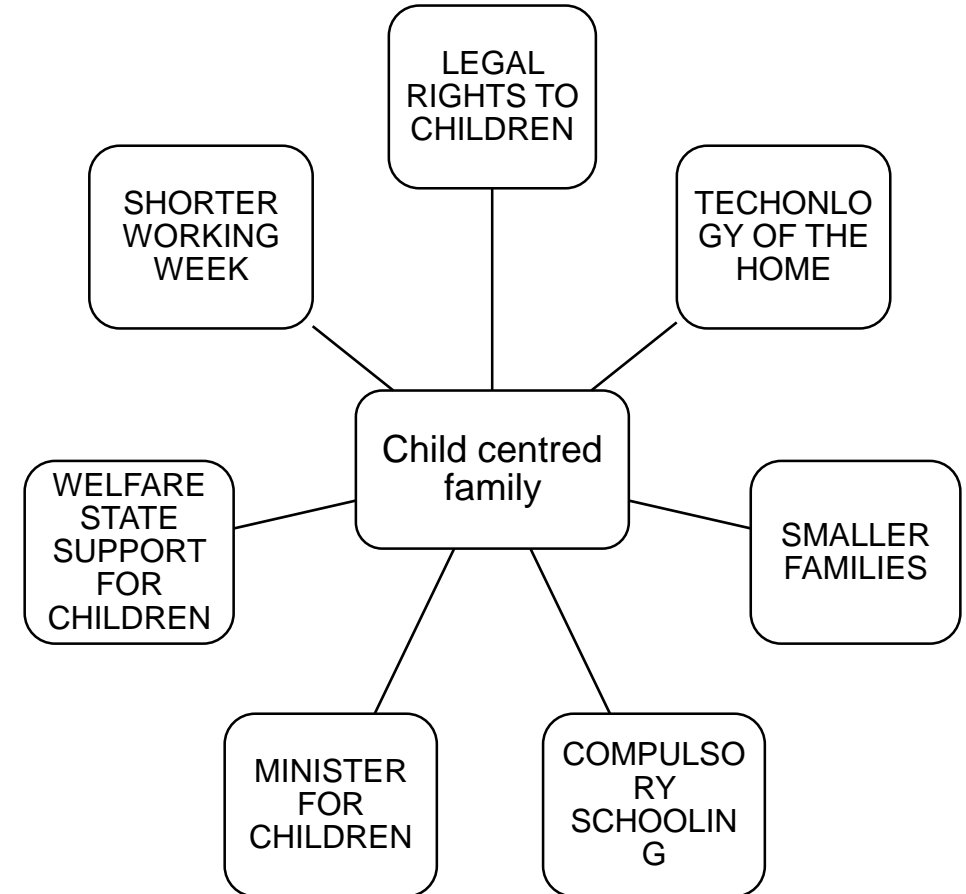 LEGAL
RIGHTS TO
CHILDREN
TECHONLO
GY OF THE
HOME
SMALLER
FAMILIES
COMPULSO
RY
SCHOOLIN
G
MINISTER
FOR
CHILDREN
WELFARE
STATE
SUPPORT
FOR
CHILDREN
SHORTER
WORKING
WEEK
Child centred
family